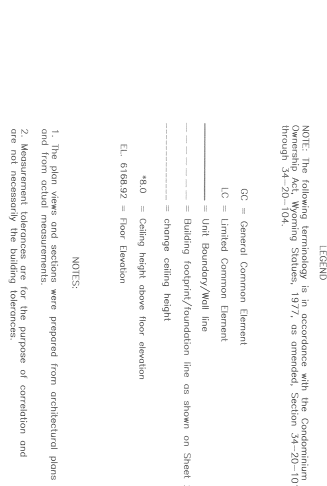 LEGEND
NOTE: The following terminology is in accordance with the Condominium
Ownership Act, Wyoming Statues, 1977, as amended, Section 34-20-10
through 34-20-104.
GC = General Common Element
LC = Limited Common Element
= Unit Boundary/Wall line
= Building footprint/foundation line as shown on Sheet
= change ceiling height
*8.0 = Ceiling height above floor elevation
EL. 6168.92 = Floor Elevation
NOTES:
1. The plan views and sections were prepared from architectural plans
and from actual measurements.
2. Measurement tolerances are for the purpose of correlation and
are not necessarily the building tolerances.